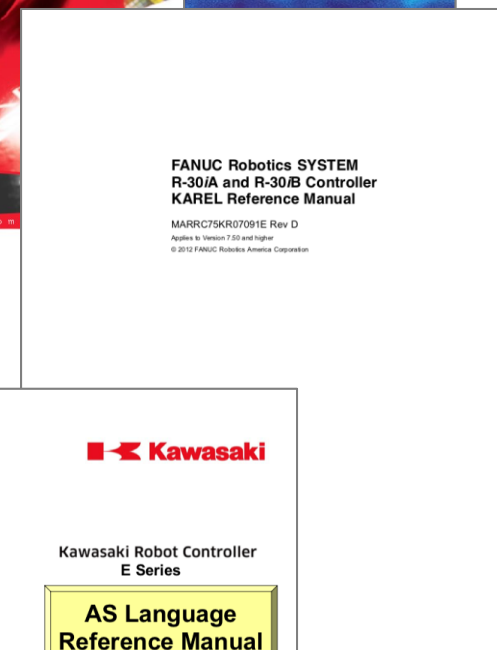 o m
FANUC Robotics SYSTEM
R-30iA and R-30iB Controller
KAREL Reference Manual
MARRC75KR07091E Rev D
Applies to Version 7.50 and higher
© 2012 FANUC Robotics America Corporation
Kawasaki
Kawasaki Robot Controller
E Series
AS Language
Reference Manual